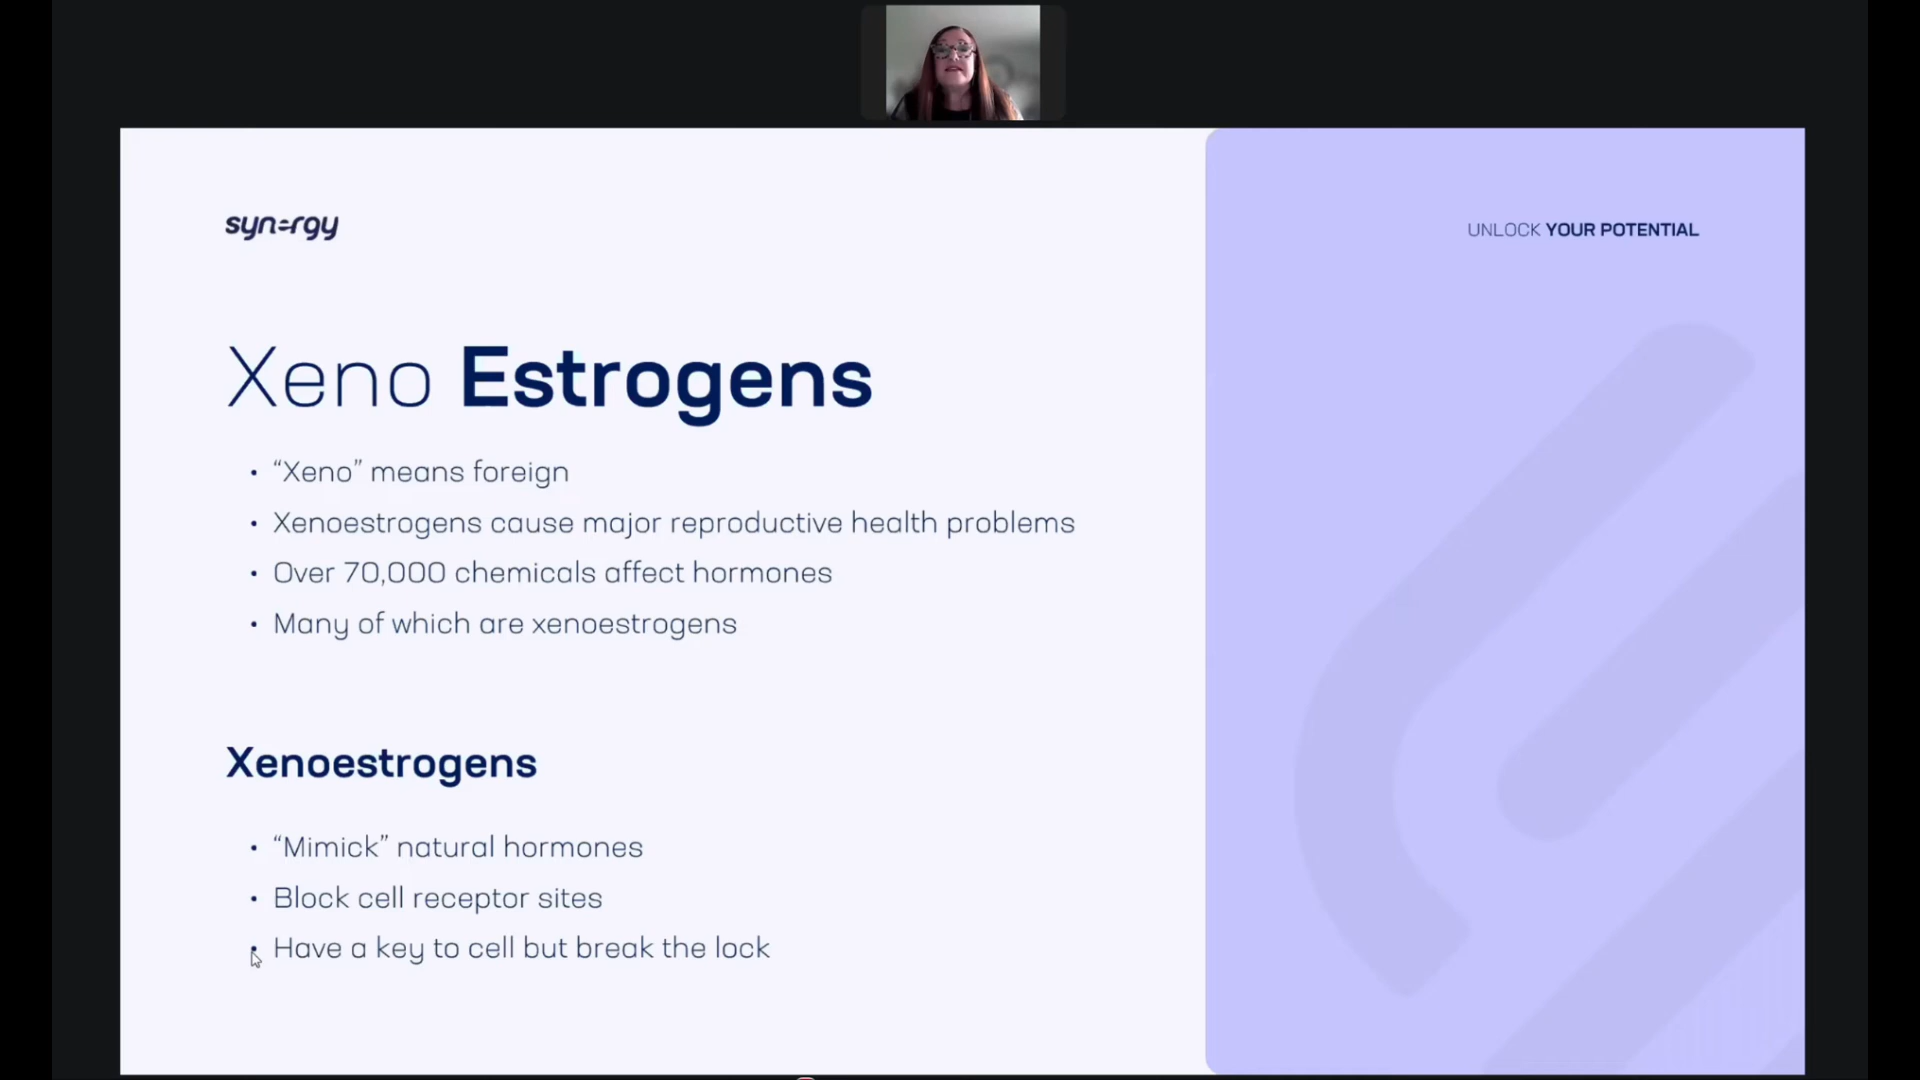 synergy
UNLOCK YOUR POTENTIAL
Xeno Estrogens
• “Xeno” means foreign
• Xenoestrogens cause major reproductive health problems
• Over 70,000 chemicals affect hormones
• Many of which are xenoestrogens
Xenoestrogens
• “Mimick” natural hormones
• Block cell receptor sites
• Have a key to cell but break the lock